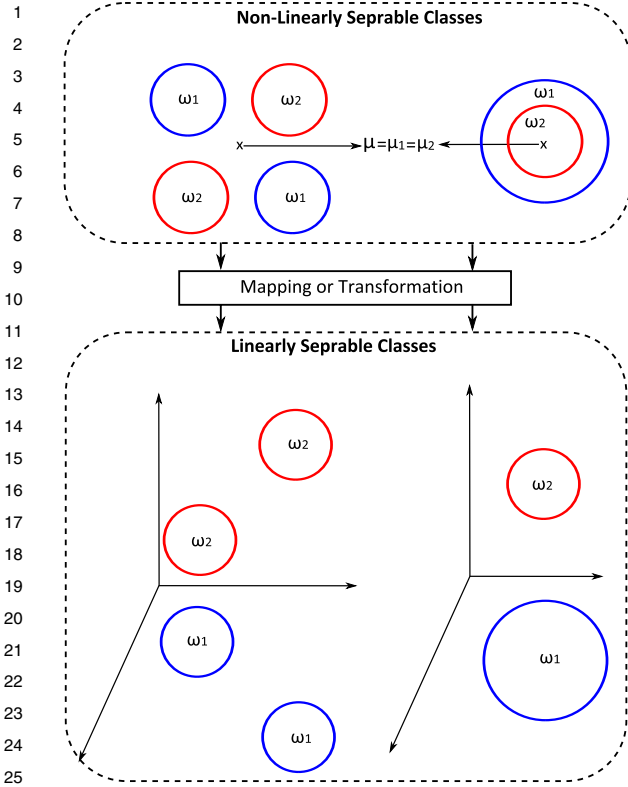 1
Non-Linearly Seprable Classes
2
3
ω1
4
ω1 ω2
ω2
5
x μ=μ1=μ2 x
6
7
ω2 ω1
8
9
Mapping or Transformation
10
11
Linearly Seprable Classes
12
13
14
ω2
15
ω2
16
17
ω2
18
19
20
ω1
21
ω1
22
23
ω1
24
25